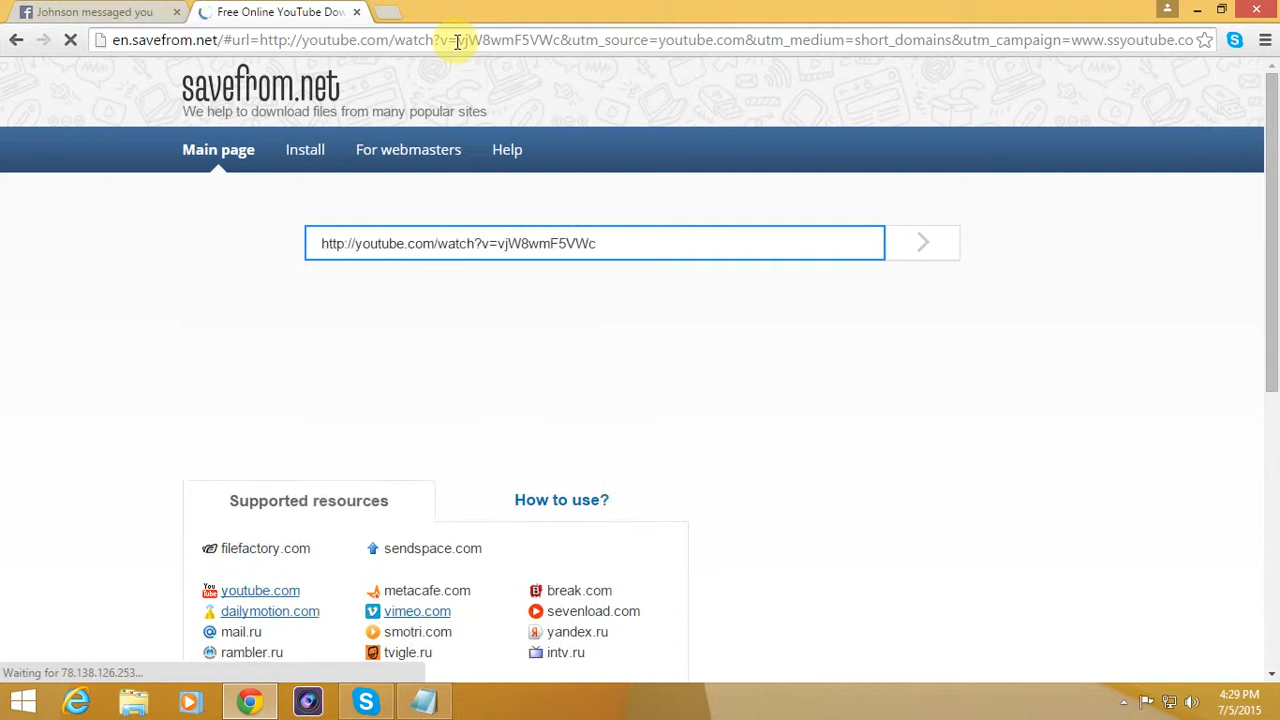 Johnson messaged you
Free Online YouTube Dow
en.savefrom.net/#url=http://youtube.com/watch?v=vjW8wmF5VWc&utm_source=youtube.com&utm_medium=short_domains&utm_campaign=www.ssyoutube.co
savefrom.net
We help to download files from many popular sites
Main page Install For webmasters Help
http://youtube.com/watch?v=vjW8wmF5VWc
Supported resources How to use?
filefactory.com sendspace.com
You Tube youtube.com metacafe.com break.com
dailymotion.com vimeo.com sevenload.com
mail.ru smotri.com yandex.ru
rambler.ru tvigle.ru intv.ru
Waiting for 78.138.126.253...
4:29 PM
7/5/2015